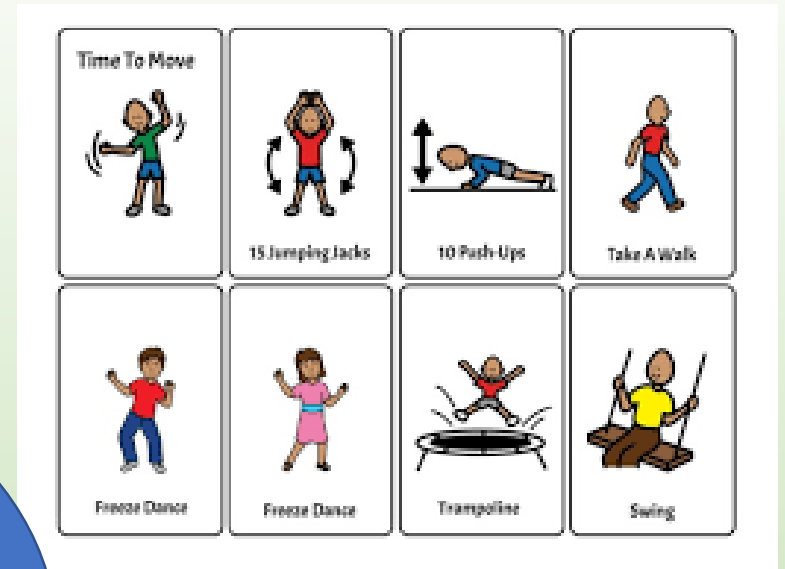 Time To Move
15 Jumping Jacks
10 Push-Ups
Take A Walk
Freeze Dance
Freeze Dance
Trampoline
Swing